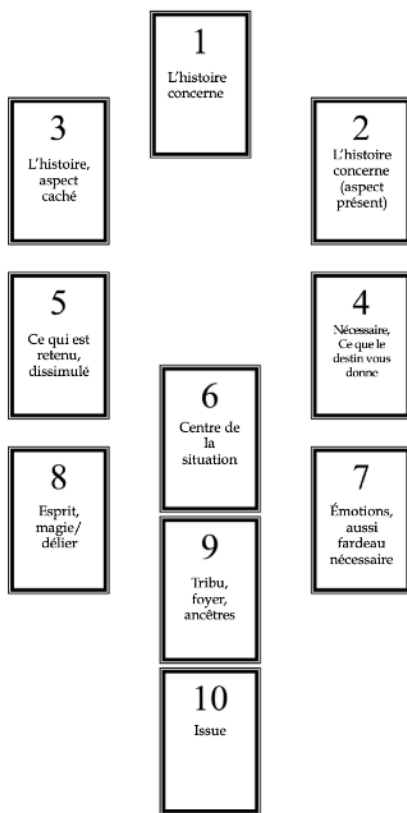 1
L'histoire
concerne
3
L'histoire,
aspect
caché
2
L'histoire
concerne
(aspect
présent)
5
Ce qui est
retenu,
dissimulé
4
Nécessaire,
Ce que le
destin vous
donne
6
Centre de
la
situation
8
Esprit,
magie/
délier
7
Émotions,
aussi
fardeau
nécessaire
9
Tribu,
foyer,
ancêtres
10
Issue